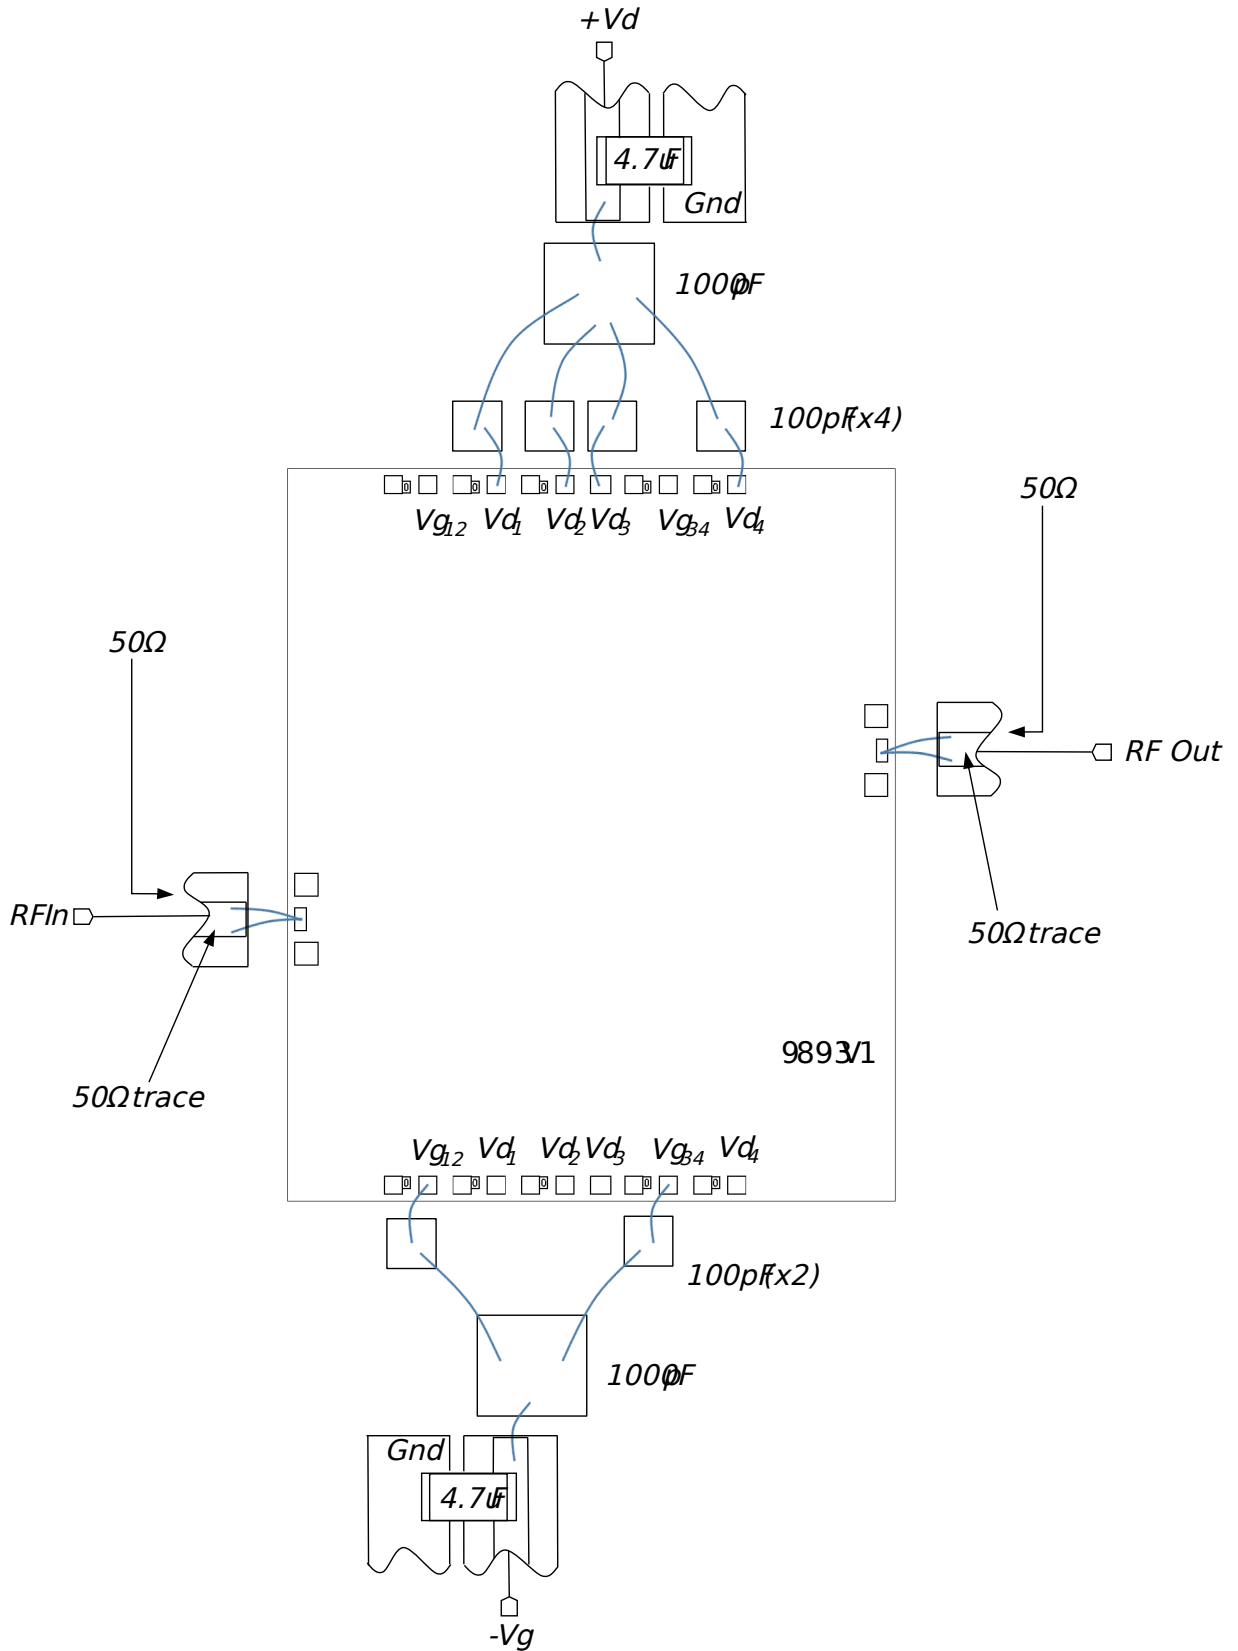 +Vd
4.7uF
Gnd
1000pF
100pF(x4)
Vg12 Vd1 Vd2 Vd3 Vg34 Vd4
50Ω
50Ω
RF Out
RFIn
50Ω trace
50Ω trace
9893V1
Vg12 Vd1 Vd2 Vd3 Vg34 Vd4
100pF(x2)
1000pF
Gnd
4.7uF
-Vg